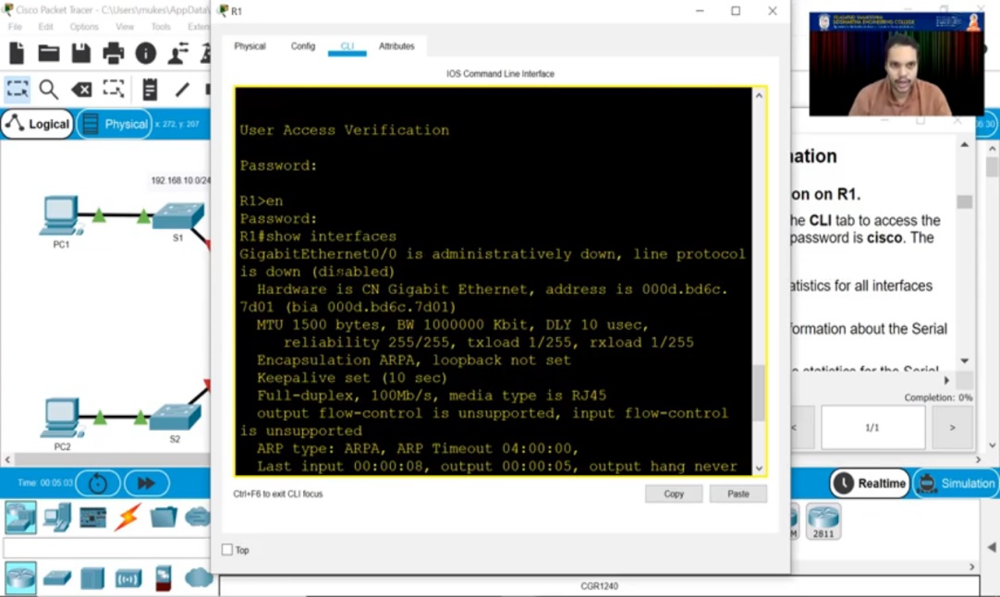 Cisco Packet Tracer - C:\Users\mukes\AppData\
File Edit Options View Tools Exten
Logical
Physical
x: 272, y: 207
192.168.10.0/24
PC1
S1
PC2
S2
Time: 00:05:03
R1
Physical Config CLI Attributes
IOS Command Line Interface
User Access Verification
Password:
R1>en
Password:
R1#show interfaces
GigabitEthernet0/0 is administratively down, line protocol
is down (disabled)
Hardware is CN Gigabit Ethernet, address is 000d.bd6c.
7d01 (bia 000d.bd6c.7d01)
MTU 1500 bytes, BW 1000000 Kbit, DLY 10 usec,
reliability 255/255, txload 1/255, rxload 1/255
Encapsulation ARPA, loopback not set
Keepalive set (10 sec)
Full-duplex, 100Mb/s, media type is RJ45
output flow-control is unsupported, input flow-control
is unsupported
ARP type: ARPA, ARP Timeout 04:00:00,
Last input 00:00:08, output 00:00:05, output hang never
Ctrl+F6 to exit CLI focus
Copy
Paste
Top
SIDDHARTHA ENGINEERING COLLEGE
06:30
nation
on on R1.
he CLI tab to access the
password is cisco. The
atistics for all interfaces
formation about the Serial
Completion: 0%
<
1/1
>
Realtime
Simulation
M
2811
CGR1240